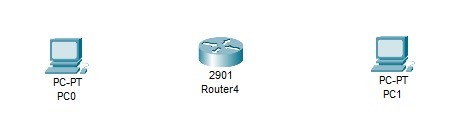 PC-PT
PC0
2901
Router4
PC-PT
PC1